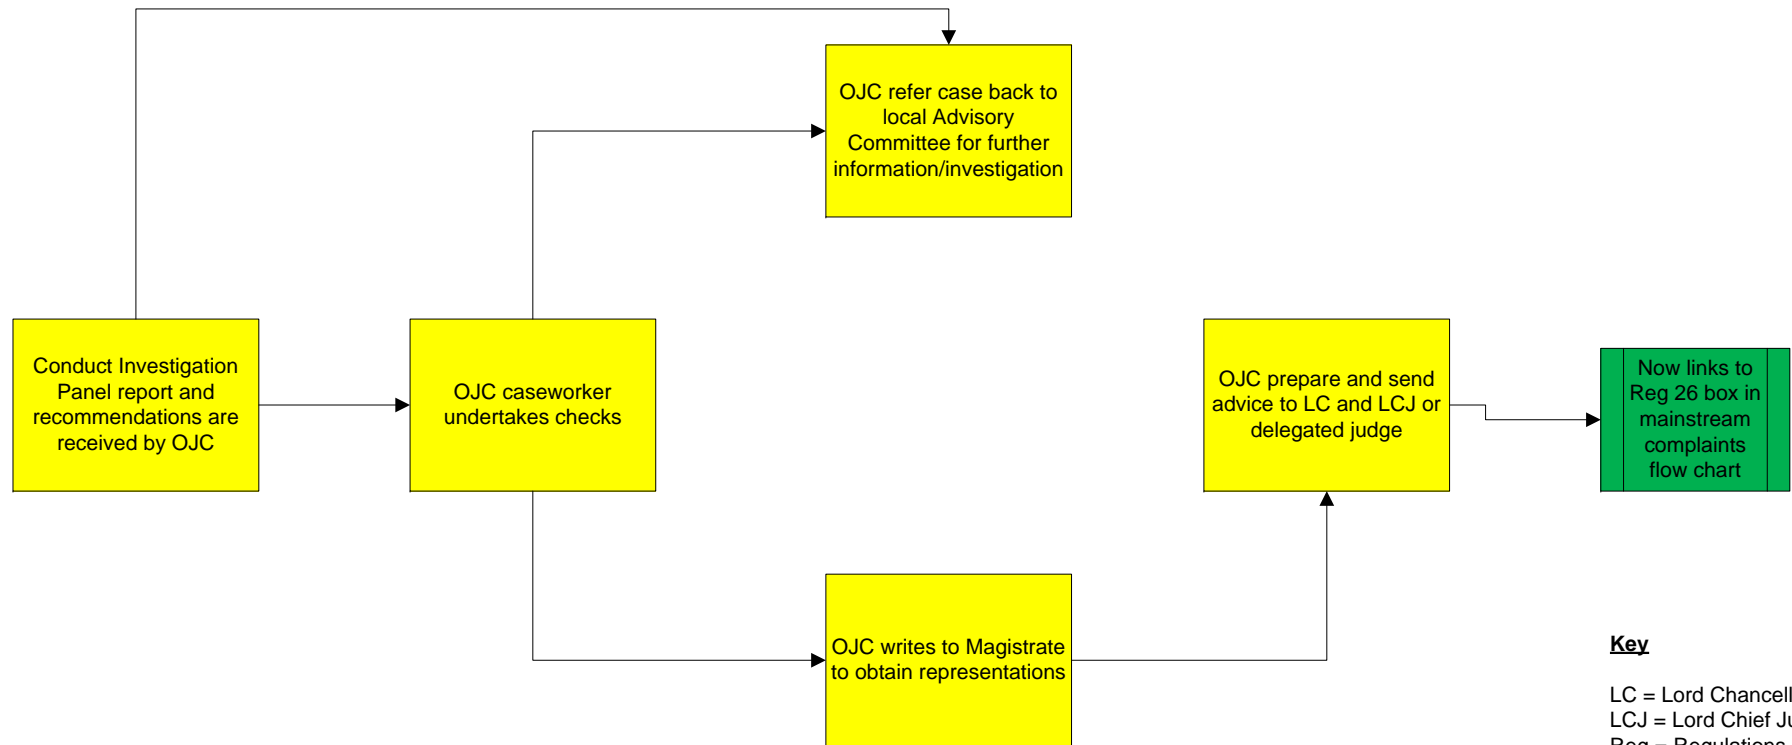 OJC refer case back to
local Advisory
Committee for further
information/investigation
Conduct Investigation
Panel report and
recommendations are
received by OJC
OJC caseworker
undertakes checks
OJC prepare and send
advice to LC and LCJ or
delegated judge
Now links to
Reg 26 box in
mainstream
complaints
flow chart
OJC writes to Magistrate
to obtain representations
Key
LC = Lord Chancell
LCJ = Lord Chief Ju
Reg = Regulations